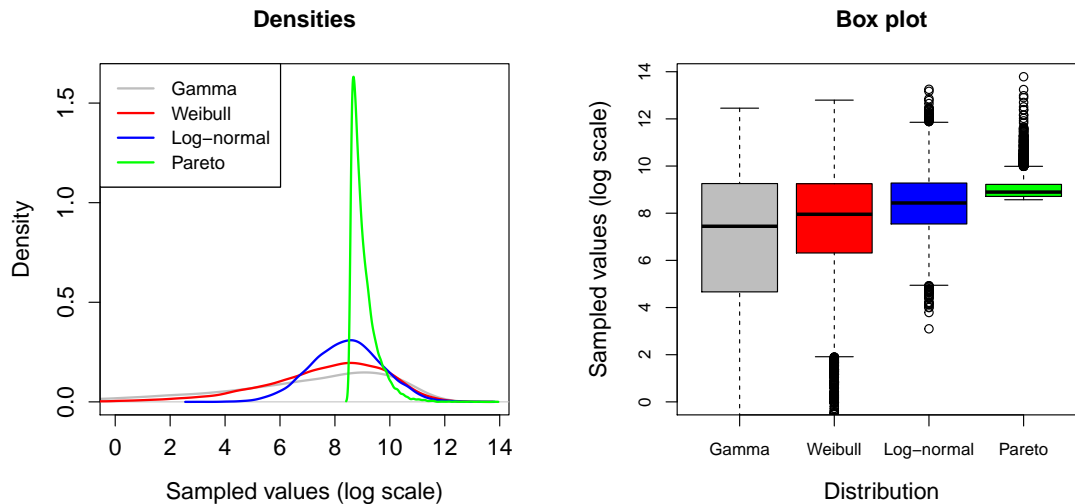 Densities
Gamma
Weibull
Log−normal
Pareto
Density
0.0
0.5
1.0
1.5
0 2 4 6 8 10 12 14
Sampled values (log scale)
Box plot
Sampled values (log scale)
0
2
4
6
8
10
12
14
Gamma Weibull Log−normal Pareto
Distribution